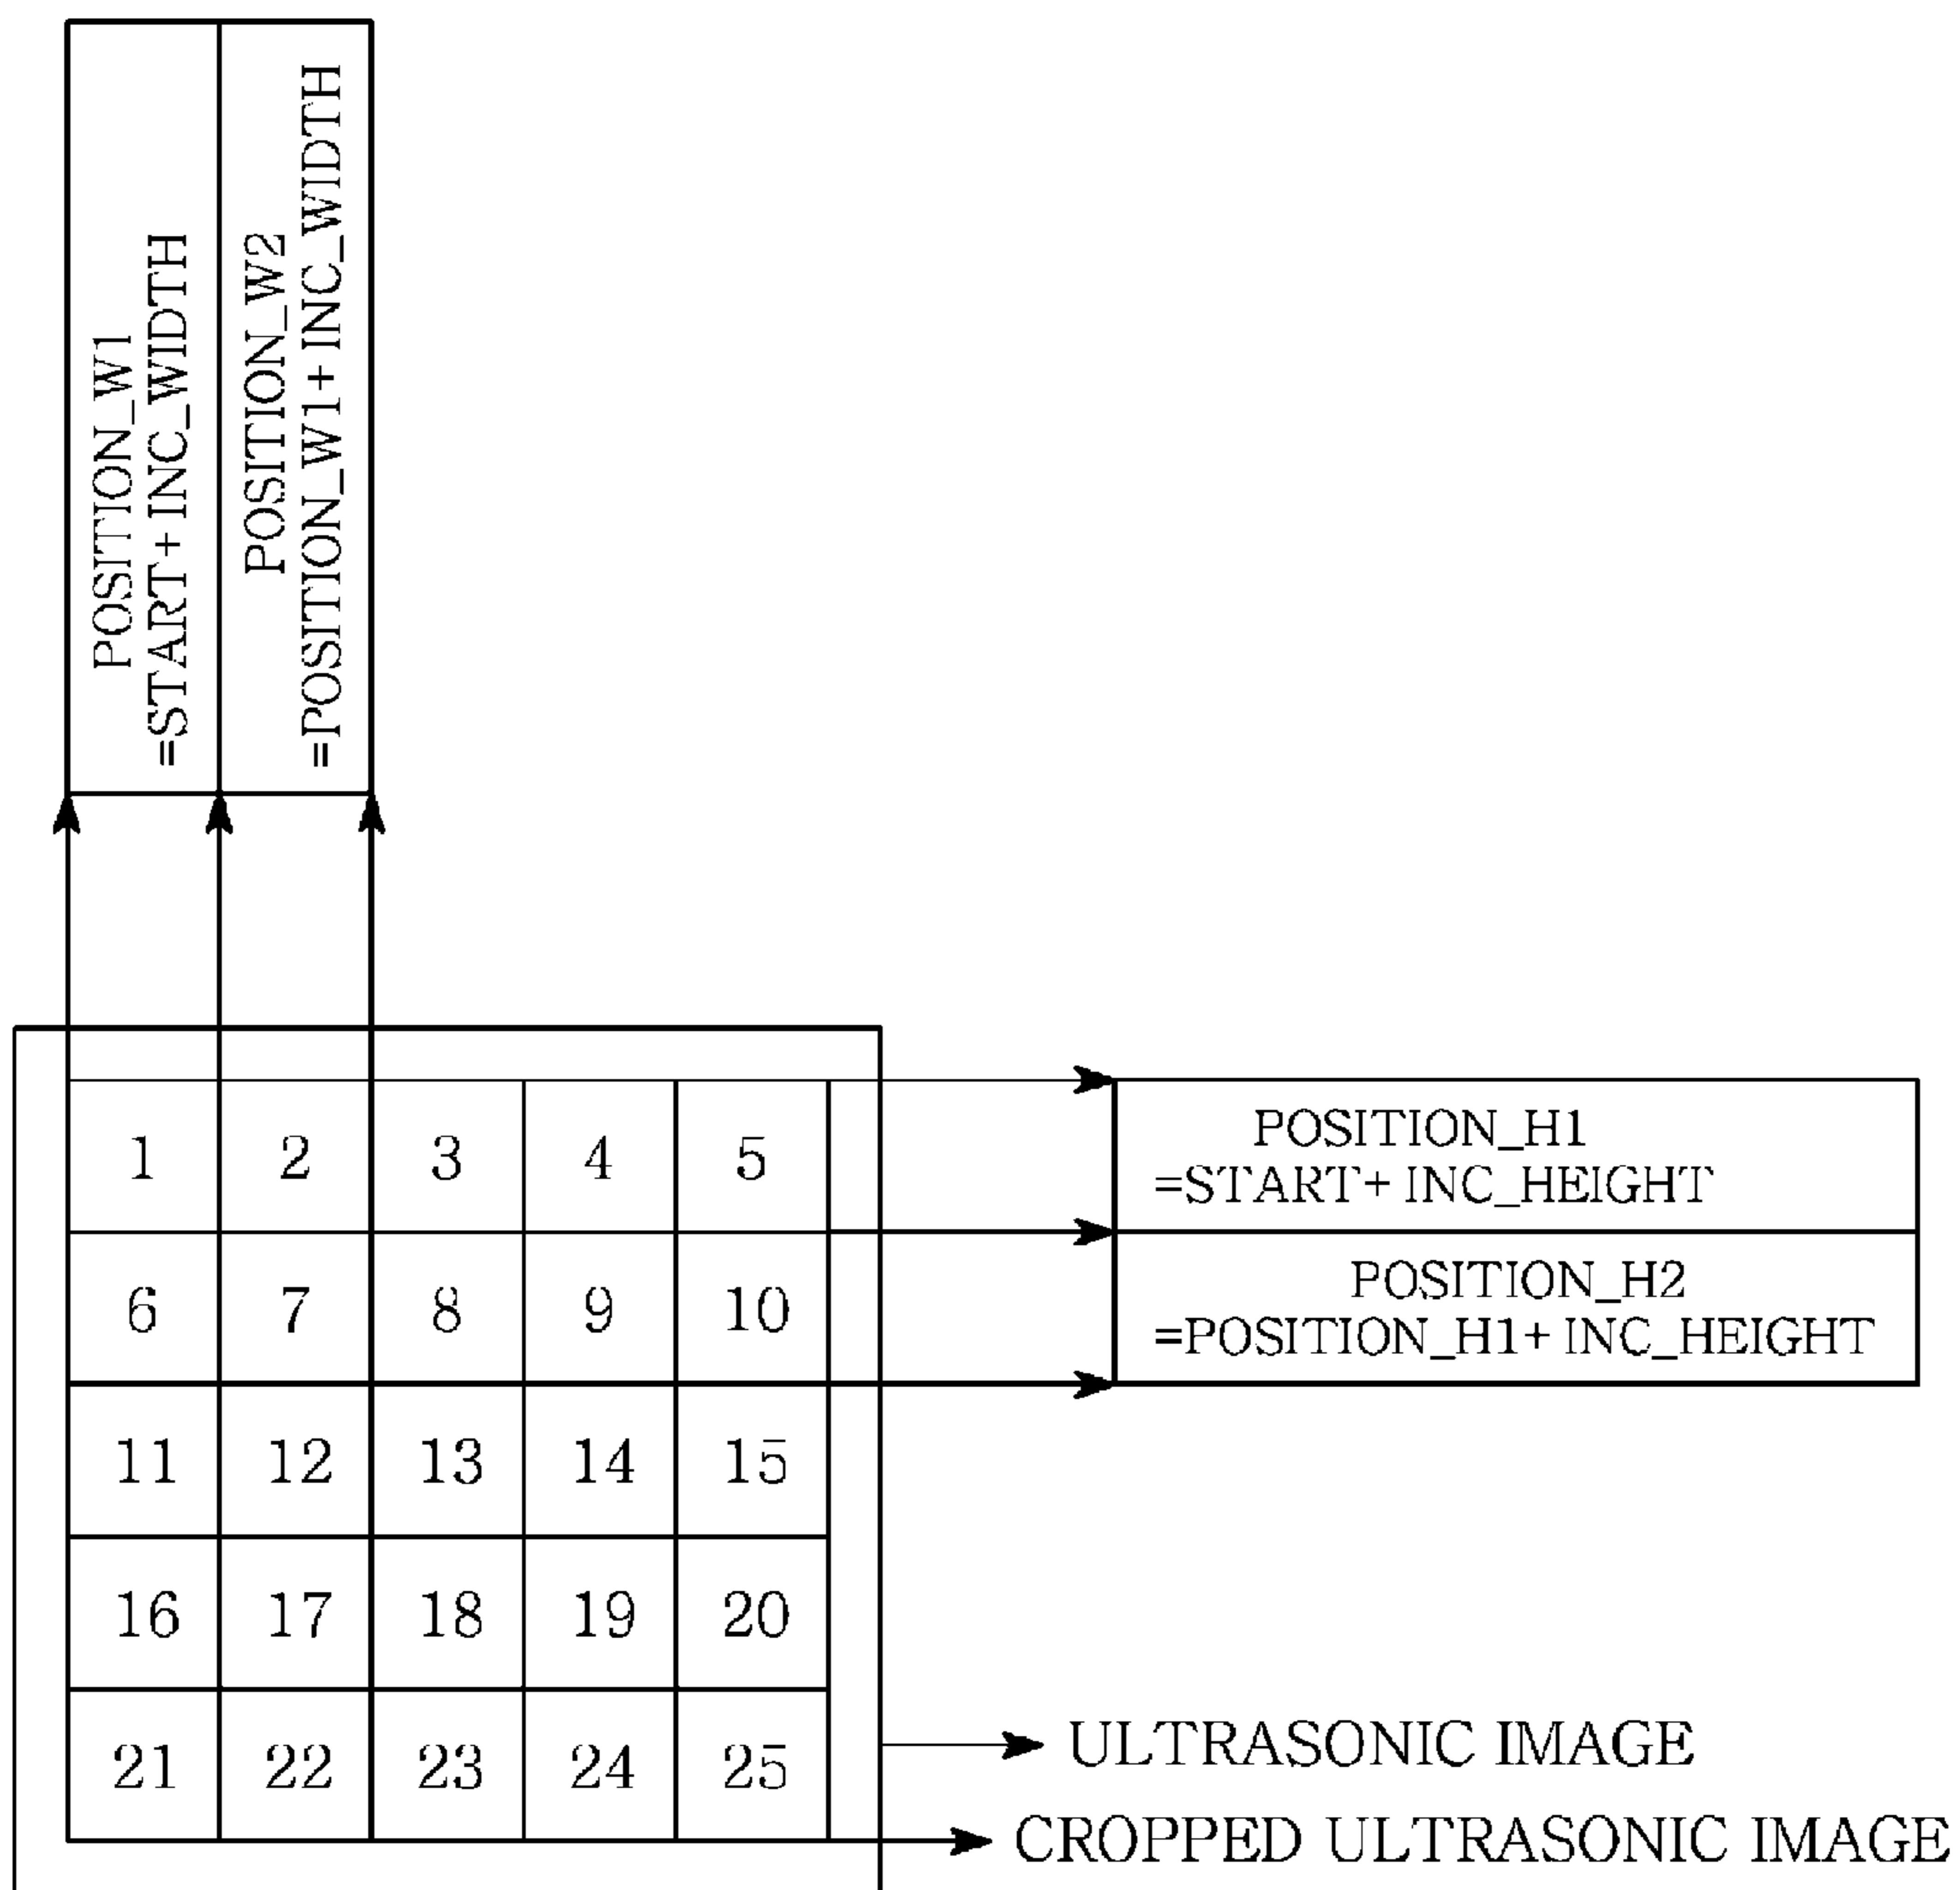 POSITION_W1
=START+INC_WIDTH
POSITION_W2
=POSITION_W1+INC_WIDTH
1 2 3 4 5
6 7 8 9 10
11 12 13 14 15
16 17 18 19 20
21 22 23 24 25
POSITION_H1
=START+INC_HEIGHT
POSITION_H2
=POSITION_H1+INC_HEIGHT
ULTRASONIC IMAGE
CROPPED ULTRASONIC IMAGE